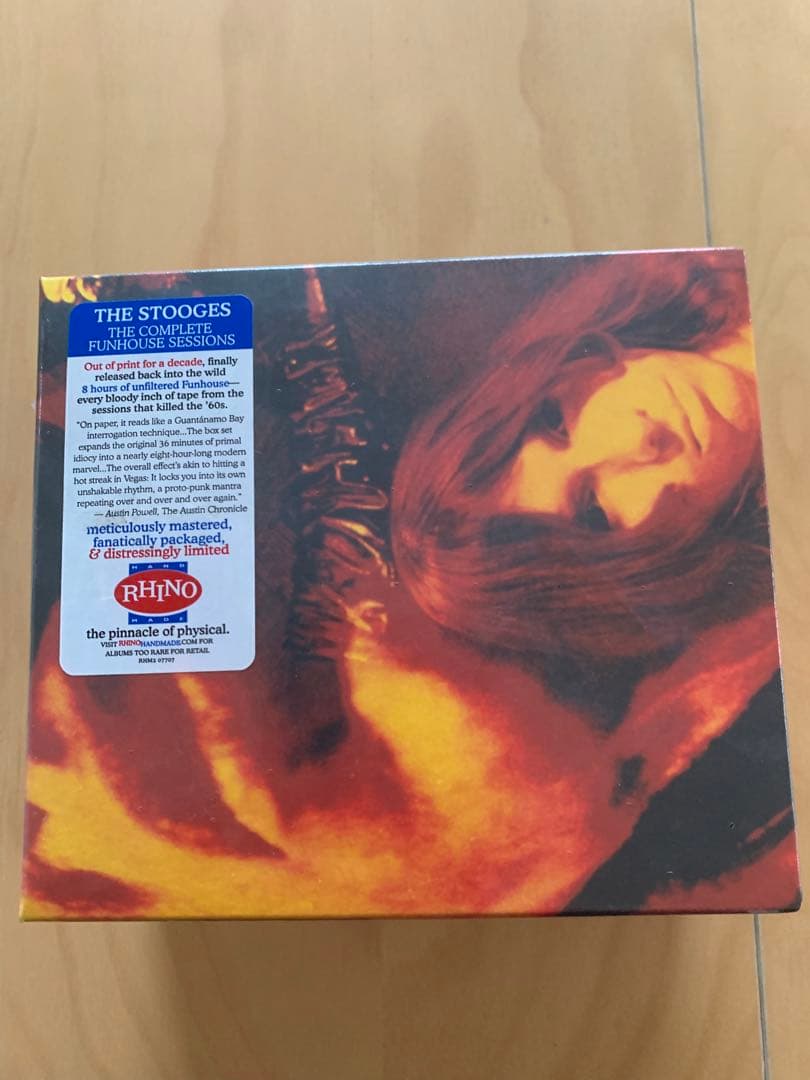 THE STOOGES
THE COMPLETE
FUNHOUSE SESSIONS
Out of print for a decade, finally
released back into the wild
8 hours of unfiltered Funhouse—
every bloody inch of tape from the
sessions that killed the '60s.
"On paper, it reads like a Guantánamo Bay
interrogation technique...The box set
expands the original 36 minutes of primal
idiocy into a nearly eight-hour-long modern
marvel...The overall effect's akin to hitting a
hot streak in Vegas: It locks you into its own
unshakable rhythm, a proto-punk mantra
repeating over and over and over again."
— Austin Powell, The Austin Chronicle
meticulously mastered,
fanatically packaged,
& distressingly limited
HAND
RHINO
MADE
the pinnacle of physical.
VISIT RHINOHANDMADE.COM FOR
ALBUMS TOO RARE FOR RETAIL
RHM2 07707